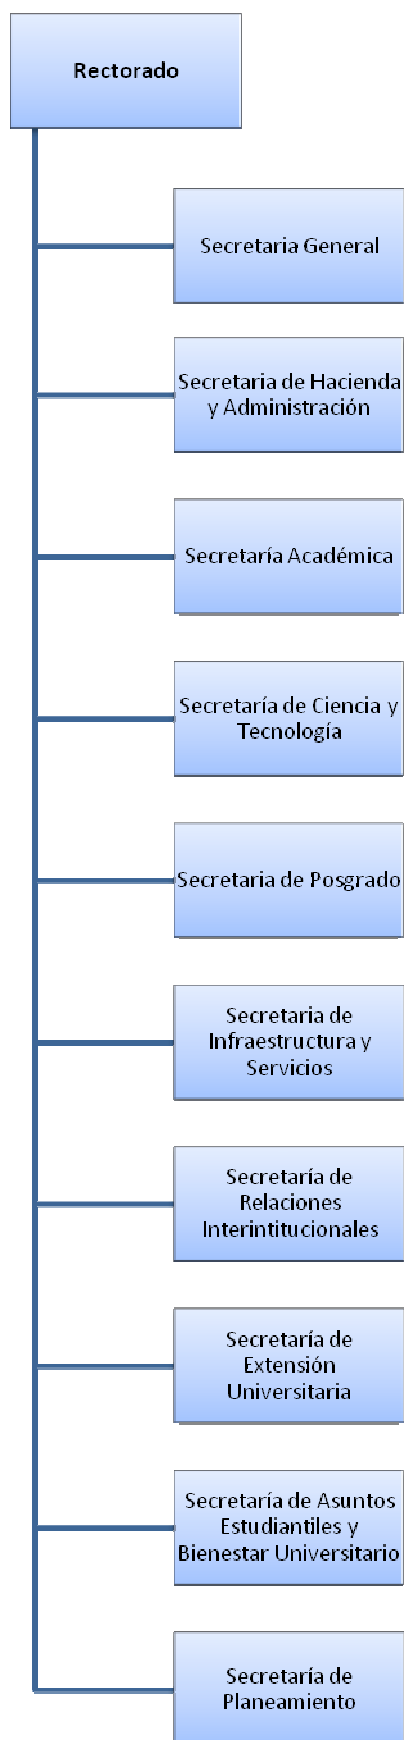 Rectorado
Secretaria General
Secretaria de Hacienda
y Administración
Secretaría Académica
Secretaría de Ciencia y
Tecnología
Secretaria de Posgrado
Secretaria de
Infraestructura y
Servicios
Secretaría de
Relaciones
Interintitucionales
Secretaría de
Extensión
Universitaria
Secretaría de Asuntos
Estudiantiles y
Bienestar Universitario
Secretaría de
Planeamiento